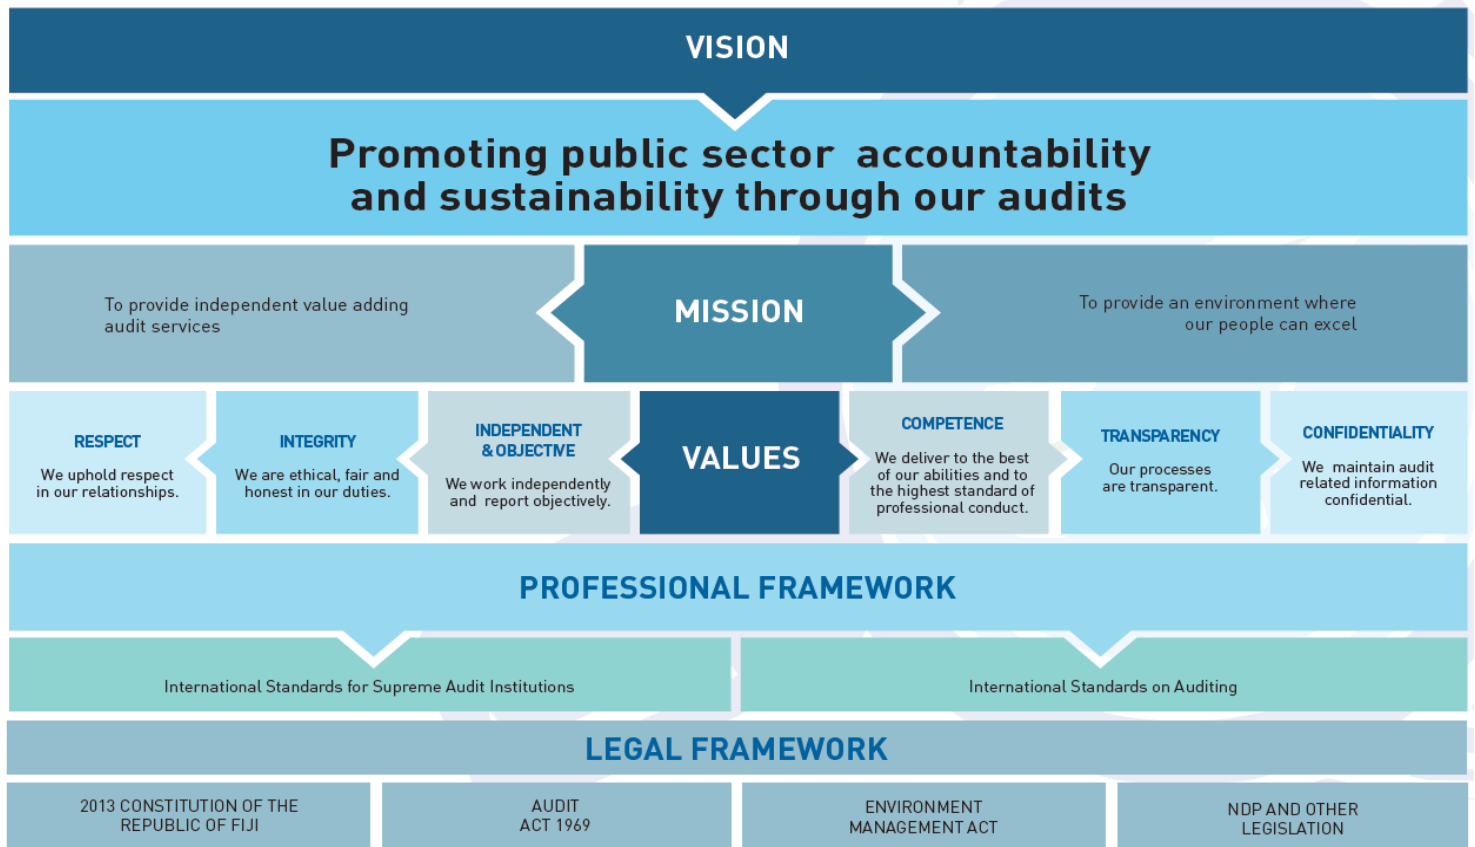 VISION
Promoting public sector accountability
and sustainability through our audits
To provide independent value adding
audit services
MISSION
To provide an environment where
our people can excel
RESPECT
We uphold respect
in our relationships.
INTEGRITY
We are ethical, fair and
honest in our duties.
INDEPENDENT
& OBJECTIVE
We work independently
and report objectively.
VALUES
COMPETENCE
We deliver to the best
of our abilities and to
the highest standard of
professional conduct.
TRANSPARENCY
Our processes
are transparent.
CONFIDENTIALITY
We maintain audit
related information
confidential.
PROFESSIONAL FRAMEWORK
International Standards for Supreme Audit Institutions
International Standards on Auditing
LEGAL FRAMEWORK
2013 CONSTITUTION OF THE
REPUBLIC OF FIJI
AUDIT
ACT 1969
ENVIRONMENT
MANAGEMENT ACT
NDP AND OTHER
LEGISLATION